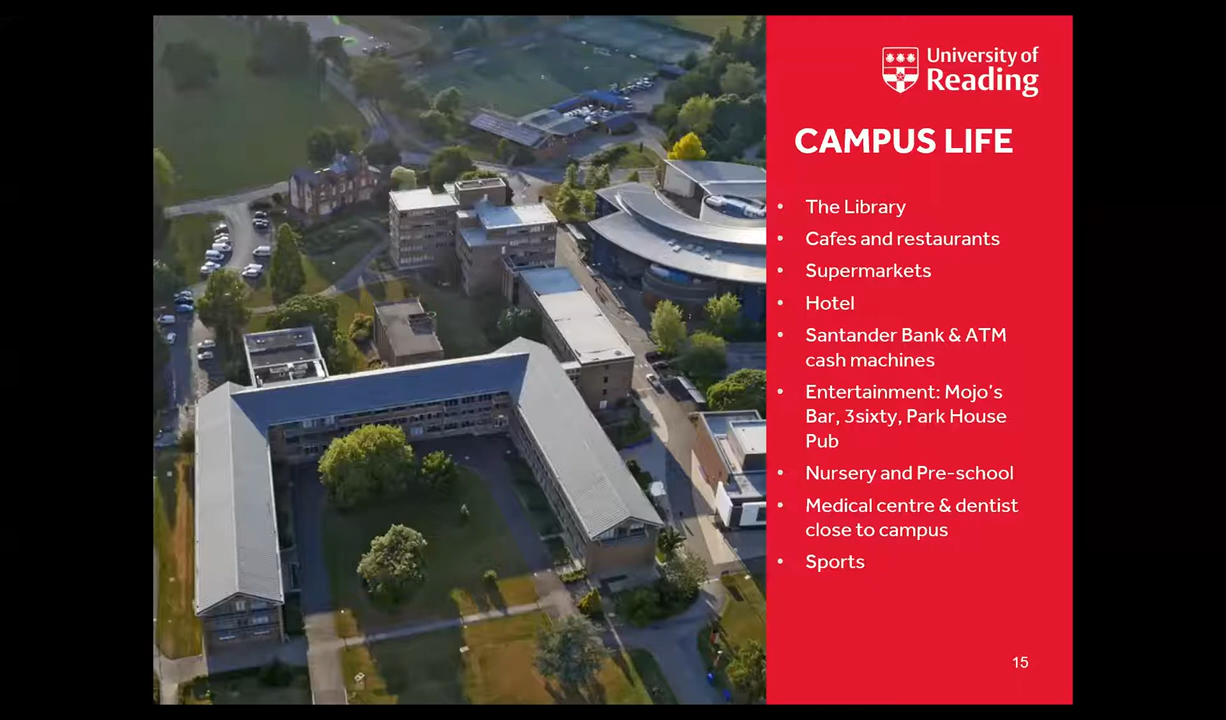 University of
Reading
CAMPUS LIFE
• The Library
• Cafes and restaurants
• Supermarkets
• Hotel
• Santander Bank & ATM
cash machines
• Entertainment: Mojo's
Bar, 3sixty, Park House
Pub
• Nursery and Pre-school
• Medical centre & dentist
close to campus
• Sports
15